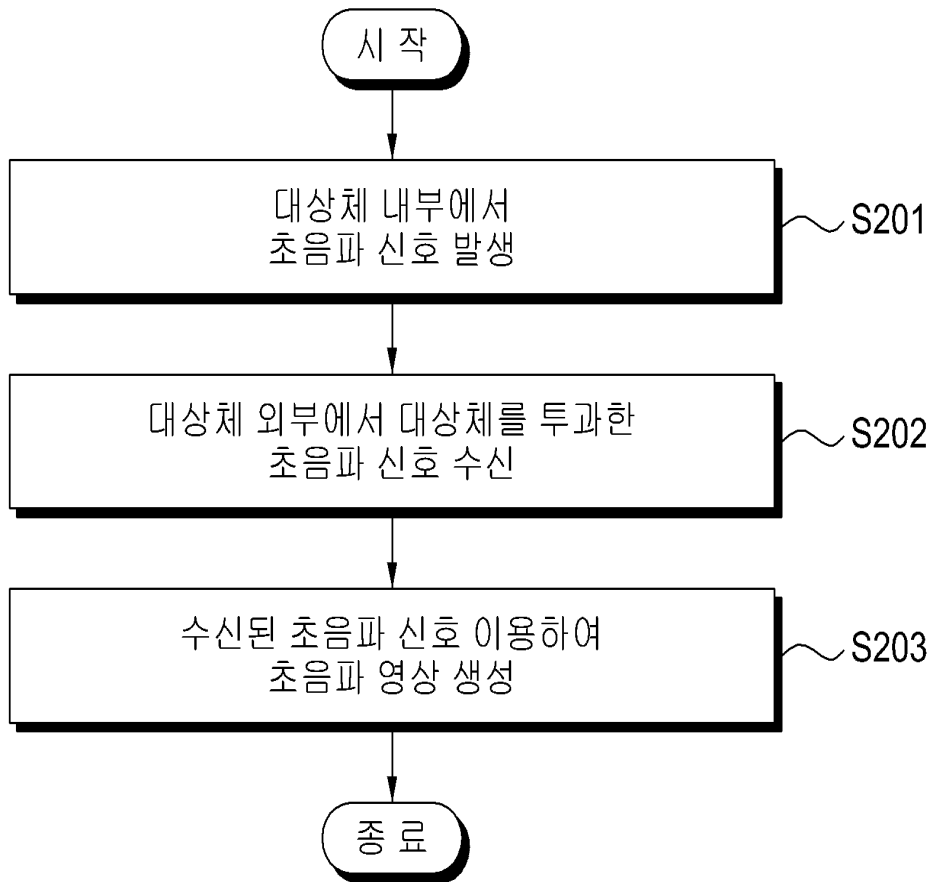 시 작
대상체 내부에서
초음파 신호 발생
S201
대상체 외부에서 대상체를 투과한
초음파 신호 수신
S202
수신된 초음파 신호 이용하여
초음파 영상 생성
S203
종 료